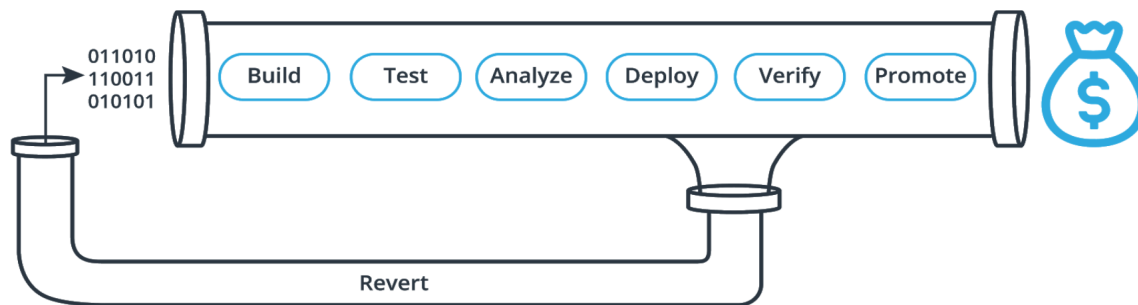 011010
110011
010101
Build Test Analyze Deploy Verify Promote
$
Revert